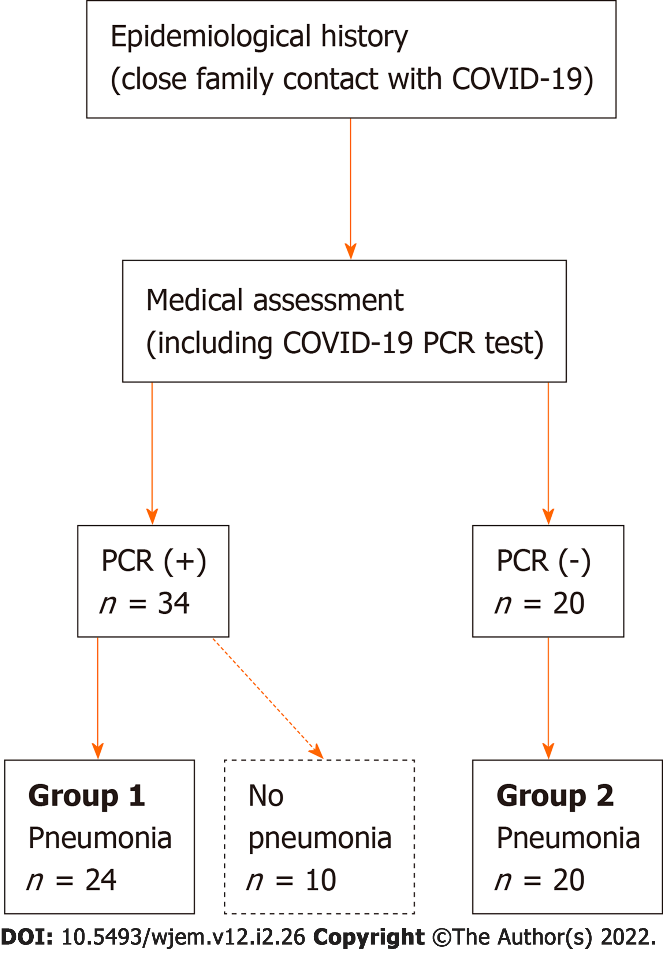 Epidemiological history
(close family contact with COVID-19)
Medical assessment
(including COVID-19 PCR test)
PCR (+)
n = 34
PCR (-)
n = 20
Group 1
Pneumonia
n = 24
No
pneumonia
n = 10
Group 2
Pneumonia
n = 20
DOI: 10.5493/wjem.v12.i2.26 Copyright ©The Author(s) 2022.